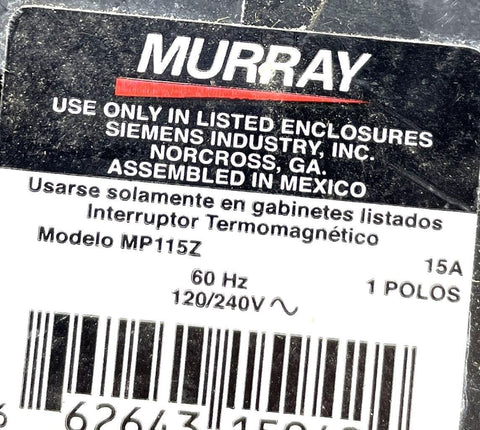 MURRAY
USE ONLY IN LISTED ENCLOSURES
SIEMENS INDUSTRY, INC.
NORCROSS, GA.
ASSEMBLED IN MEXICO
Usarse solamente en gabinetes listados
Interruptor Termomagnético
Modelo MP115Z 15A
60 Hz 1 POLOS
120/240V ~
62643